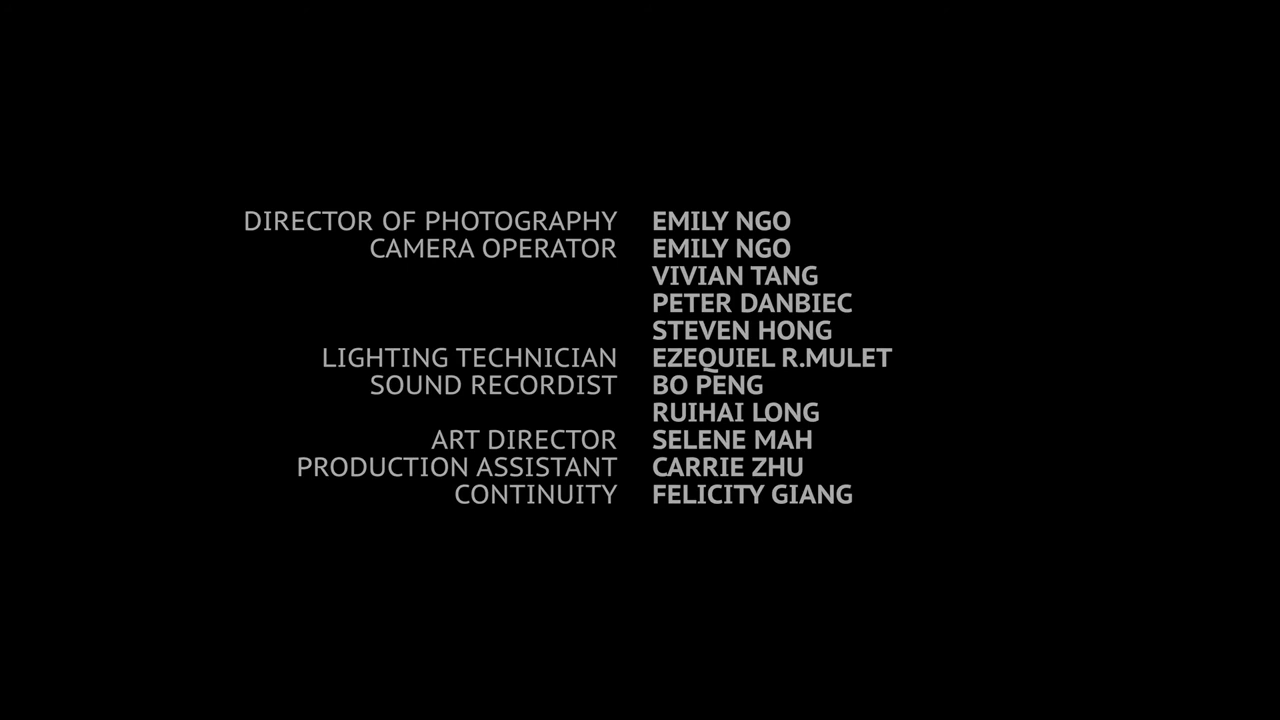 DIRECTOR OF PHOTOGRAPHY EMILY NGO
CAMERA OPERATOR EMILY NGO
VIVIAN TANG
PETER DANBIEC
STEVEN HONG
LIGHTING TECHNICIAN EZEQUIEL R.MULET
SOUND RECORDIST BO PENG
RUIHAI LONG
ART DIRECTOR SELENE MAH
PRODUCTION ASSISTANT CARRIE ZHU
CONTINUITY FELICITY GIANG